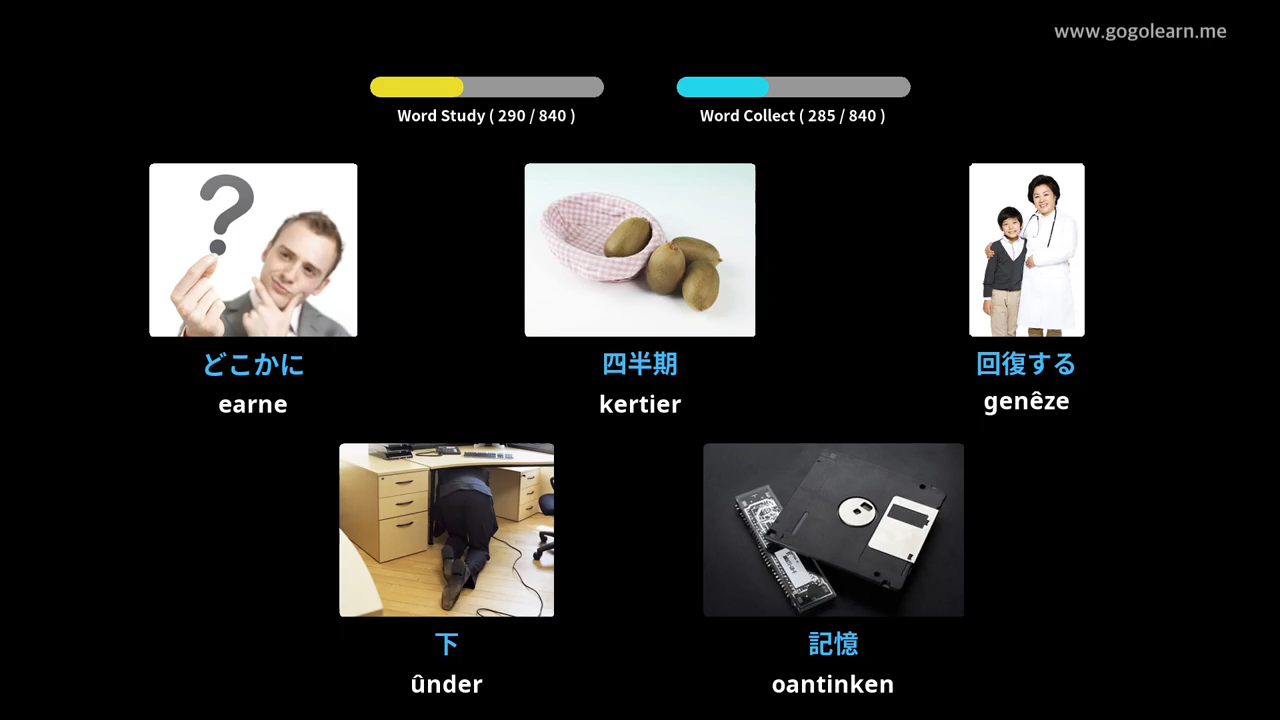 www.gogolearn.me
Word Study ( 290 / 840 )
Word Collect ( 285 / 840 )
どこかに
earne
四半期
kertier
回復する
genêze
下
ûnder
記憶
oantinken